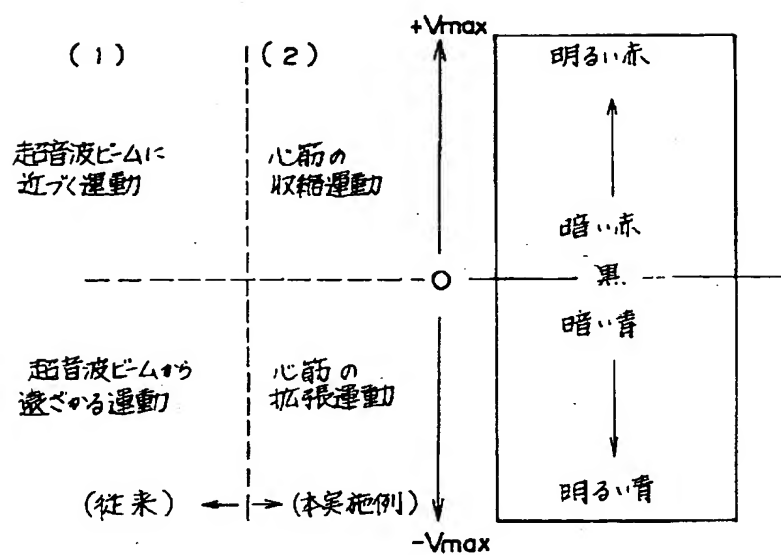 +Vmax
(1)
(2)
明るい赤
超音波ビームに
近づく運動
心筋の
収縮運動
暗い赤
0
黒
暗い青
超音波ビームから
遠ざかる運動
心筋の
拡張運動
明るい青
(従来)
(本実施例)
-Vmax